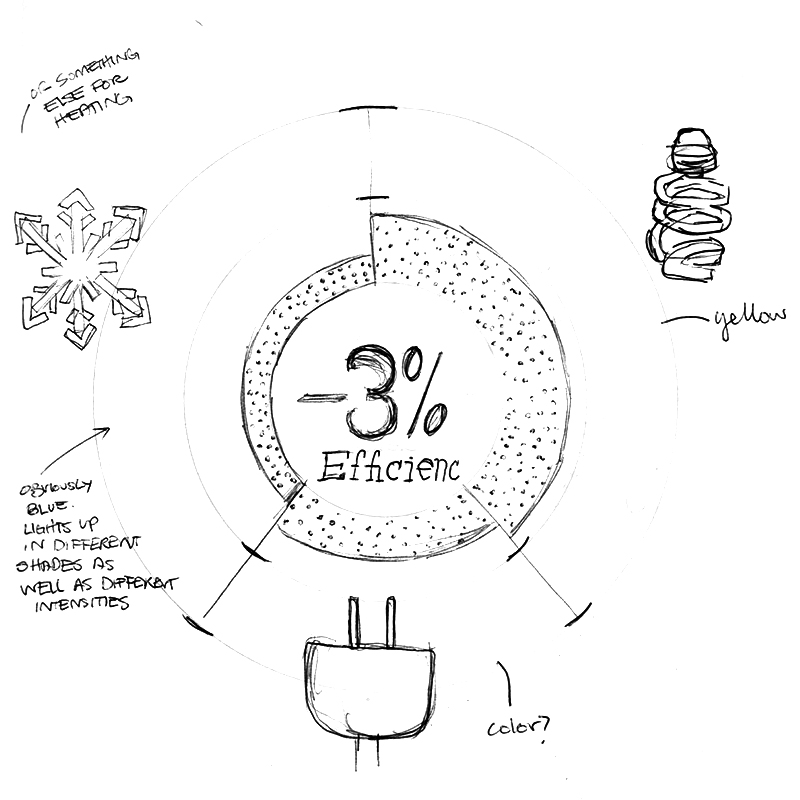 OR SOMETHING
ELSE FOR
HEATING
yellow
-3%
Efficienc
OBVIOUSLY
BLUE.
LIGHTS UP
IN DIFFERENT
SHADES AS
WELL AS DIFFERENT
INTENSITIES
color?